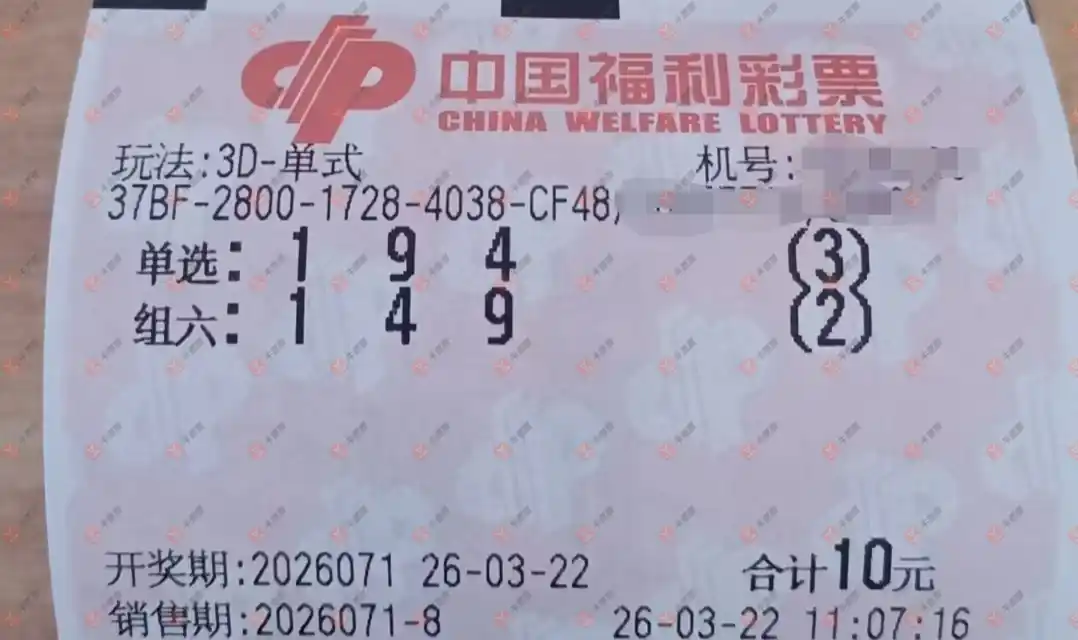 中国福利彩票
CHINA WELFARE LOTTERY
玩法:3D-单式 机号:
37BF-2800-1728-4038-CF48,
单选: 1 9 4 (3)
组六: 1 4 9 (2)
开奖期:2026071 26-03-22 合计10元
销售期:2026071-8 26-03-22 11:07:16